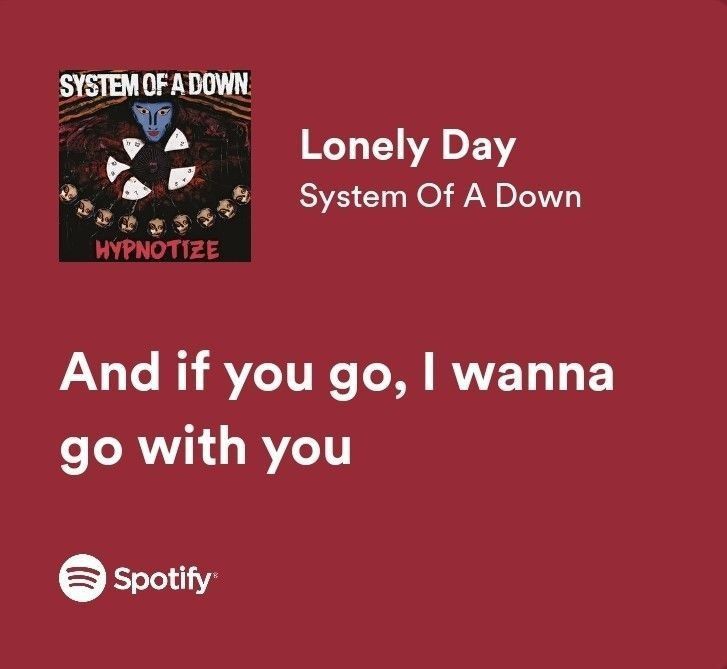 SYSTEM OF A DOWN
HYPNOTIZE
Lonely Day
System Of A Down
And if you go, I wanna
go with you
Spotify